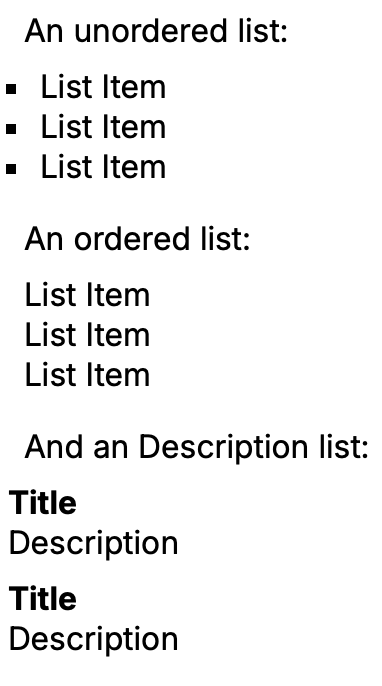 An unordered list:
▪ List Item
▪ List Item
▪ List Item
An ordered list:
List Item
List Item
List Item
And an Description list:
Title
Description
Title
Description